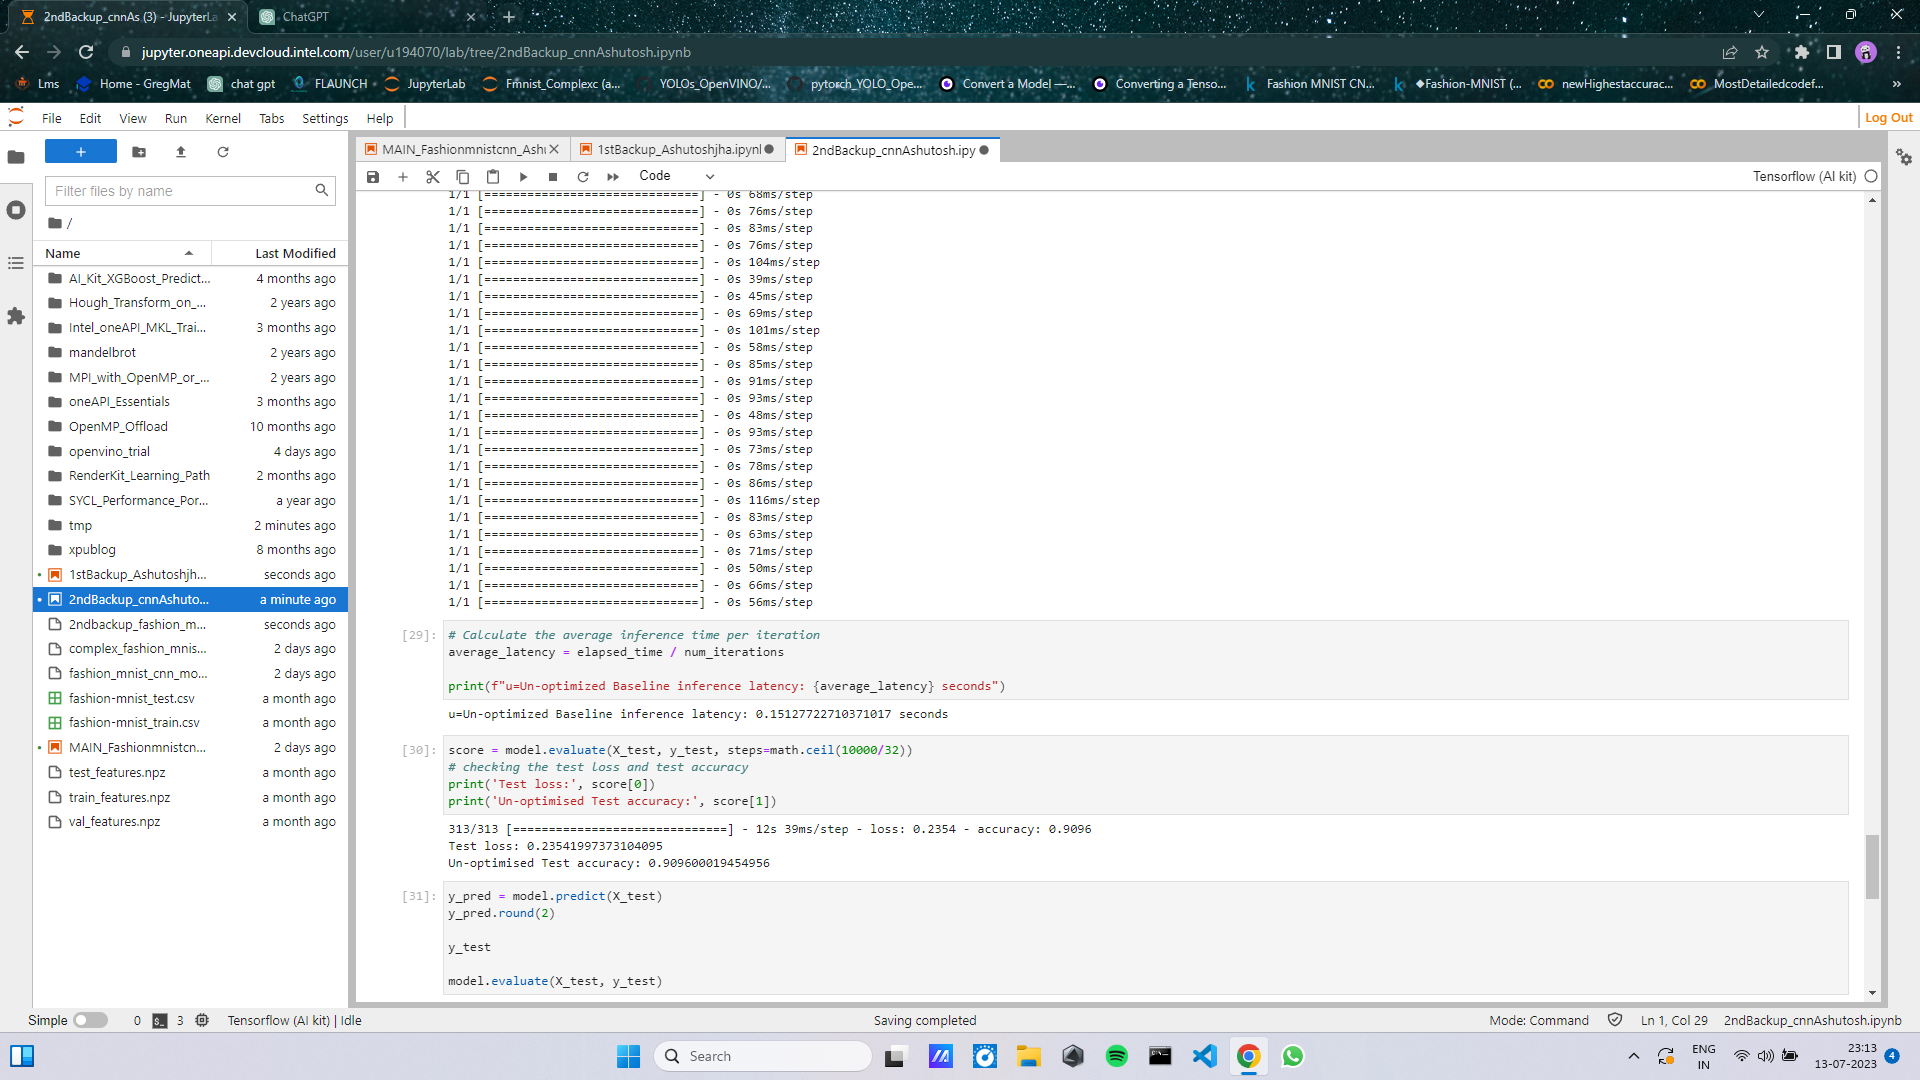 2ndBackup_cnnAs (3) - JupyterLa
ChatGPT
jupyter.oneapi.devcloud.intel.com/user/u194070/lab/tree/2ndBackup_cnnAshutosh.ipynb
Lms
Home - GregMat
chat gpt
FLAUNCH
JupyterLab
Fmnist_Complexc (a...
YOLOs_OpenVINO/...
pytorch_YOLO_Ope...
Convert a Model —...
Converting a Tenso...
Fashion MNIST CN...
◆Fashion-MNIST (...
newHighestaccurac...
MostDetailedcodef...
»
File Edit View Run Kernel Tabs Settings Help
Log Out
MAIN_Fashionmnistcnn_Ashu
1stBackup_Ashutoshjha.ipynl
2ndBackup_cnnAshutosh.ipy
Filter files by name
Code
Tensorflow (AI kit)
/
Name Last Modified
AI_Kit_XGBoost_Predict... 4 months ago
Hough_Transform_on_... 2 years ago
Intel_oneAPI_MKL_Trai... 3 months ago
mandelbrot 2 years ago
MPI_with_OpenMP_or_... 2 years ago
oneAPI_Essentials 3 months ago
OpenMP_Offload 10 months ago
openvino_trial 4 days ago
RenderKit_Learning_Path 2 months ago
SYCL_Performance_Por... a year ago
tmp 2 minutes ago
xpublog 8 months ago
1stBackup_Ashutoshjh... seconds ago
2ndBackup_cnnAshuto... a minute ago
2ndbackup_fashion_m... seconds ago
complex_fashion_mnis... 2 days ago
fashion_mnist_cnn_mo... 2 days ago
fashion-mnist_test.csv a month ago
fashion-mnist_train.csv a month ago
MAIN_Fashionmnistcn... 2 days ago
test_features.npz a month ago
train_features.npz a month ago
val_features.npz a month ago
1/1 [==============================] - 0s 68ms/step
1/1 [==============================] - 0s 76ms/step
1/1 [==============================] - 0s 83ms/step
1/1 [==============================] - 0s 76ms/step
1/1 [==============================] - 0s 104ms/step
1/1 [==============================] - 0s 39ms/step
1/1 [==============================] - 0s 45ms/step
1/1 [==============================] - 0s 69ms/step
1/1 [==============================] - 0s 101ms/step
1/1 [==============================] - 0s 58ms/step
1/1 [==============================] - 0s 85ms/step
1/1 [==============================] - 0s 91ms/step
1/1 [==============================] - 0s 93ms/step
1/1 [==============================] - 0s 48ms/step
1/1 [==============================] - 0s 93ms/step
1/1 [==============================] - 0s 73ms/step
1/1 [==============================] - 0s 78ms/step
1/1 [==============================] - 0s 86ms/step
1/1 [==============================] - 0s 116ms/step
1/1 [==============================] - 0s 83ms/step
1/1 [==============================] - 0s 63ms/step
1/1 [==============================] - 0s 71ms/step
1/1 [==============================] - 0s 50ms/step
1/1 [==============================] - 0s 66ms/step
1/1 [==============================] - 0s 56ms/step
[29]: # Calculate the average inference time per iteration
average_latency = elapsed_time / num_iterations
print(f"u=Un-optimized Baseline inference latency: {average_latency} seconds")
u=Un-optimized Baseline inference latency: 0.15127722710371017 seconds
[30]: score = model.evaluate(X_test, y_test, steps=math.ceil(10000/32))
# checking the test loss and test accuracy
print('Test loss:', score[0])
print('Un-optimised Test accuracy:', score[1])
313/313 [==============================] - 12s 39ms/step - loss: 0.2354 - accuracy: 0.9096
Test loss: 0.23541997373104095
Un-optimised Test accuracy: 0.909600019454956
[31]: y_pred = model.predict(X_test)
y_pred.round(2)
y_test
model.evaluate(X_test, y_test)
Simple 0 3 Tensorflow (AI kit) | Idle Saving completed Mode: Command Ln 1, Col 29 2ndBackup_cnnAshutosh.ipynb
Search
ENG
IN
23:13
13-07-2023
4